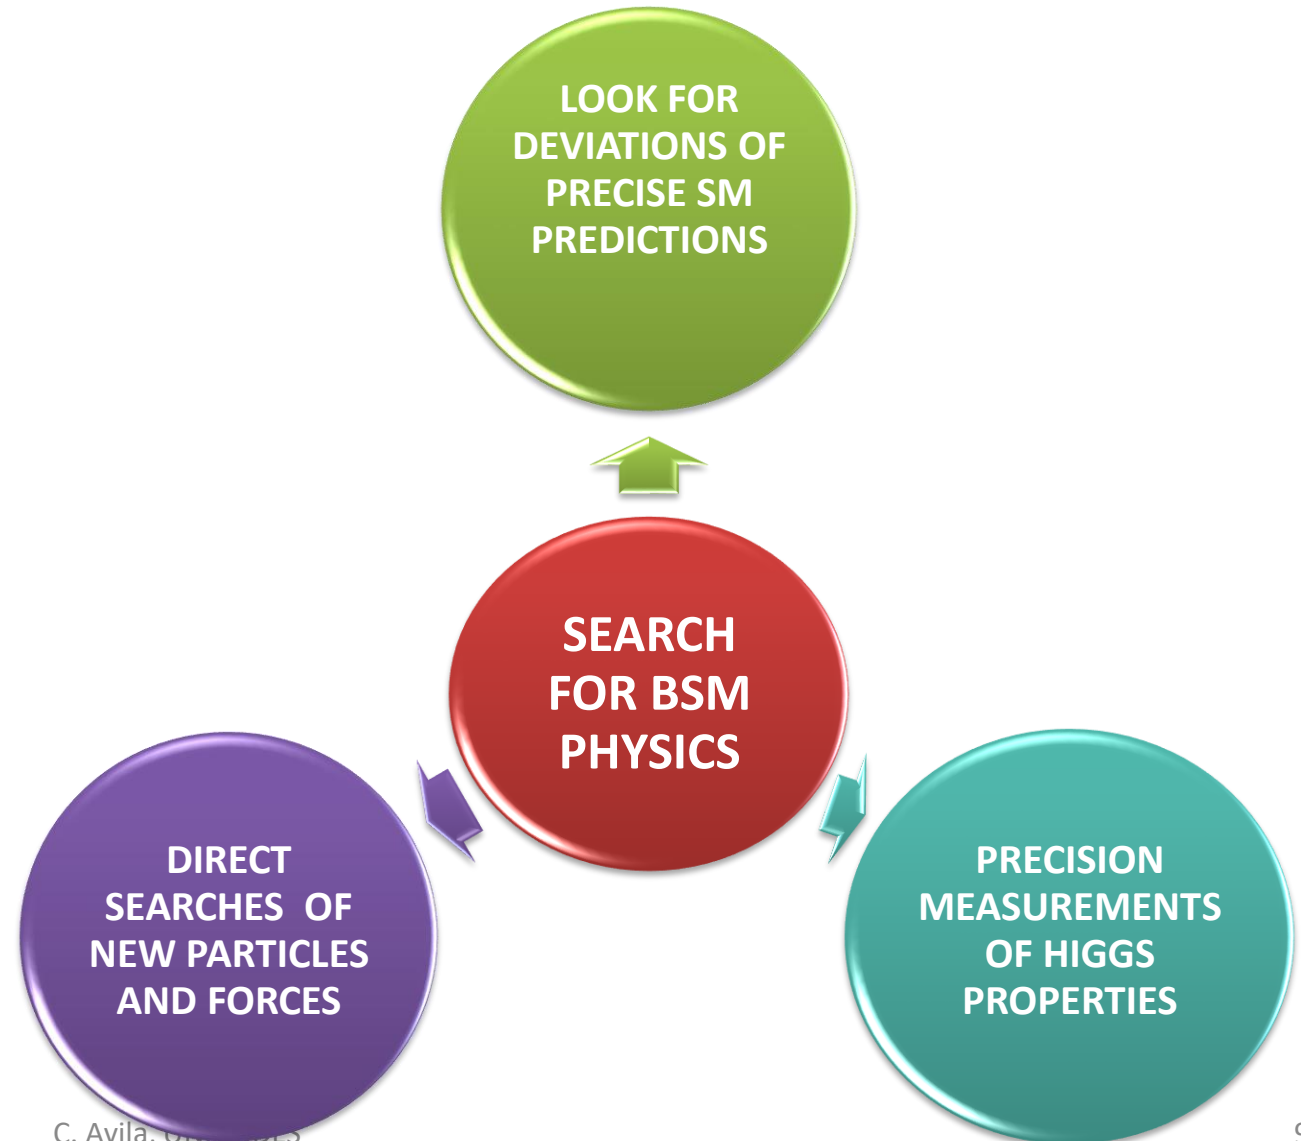 LOOK FOR
DEVIATIONS OF
PRECISE SM
PREDICTIONS
SEARCH
FOR BSM
PHYSICS
DIRECT
SEARCHES OF
NEW PARTICLES
AND FORCES
PRECISION
MEASUREMENTS
OF HIGGS
PROPERTIES
C. Avila,